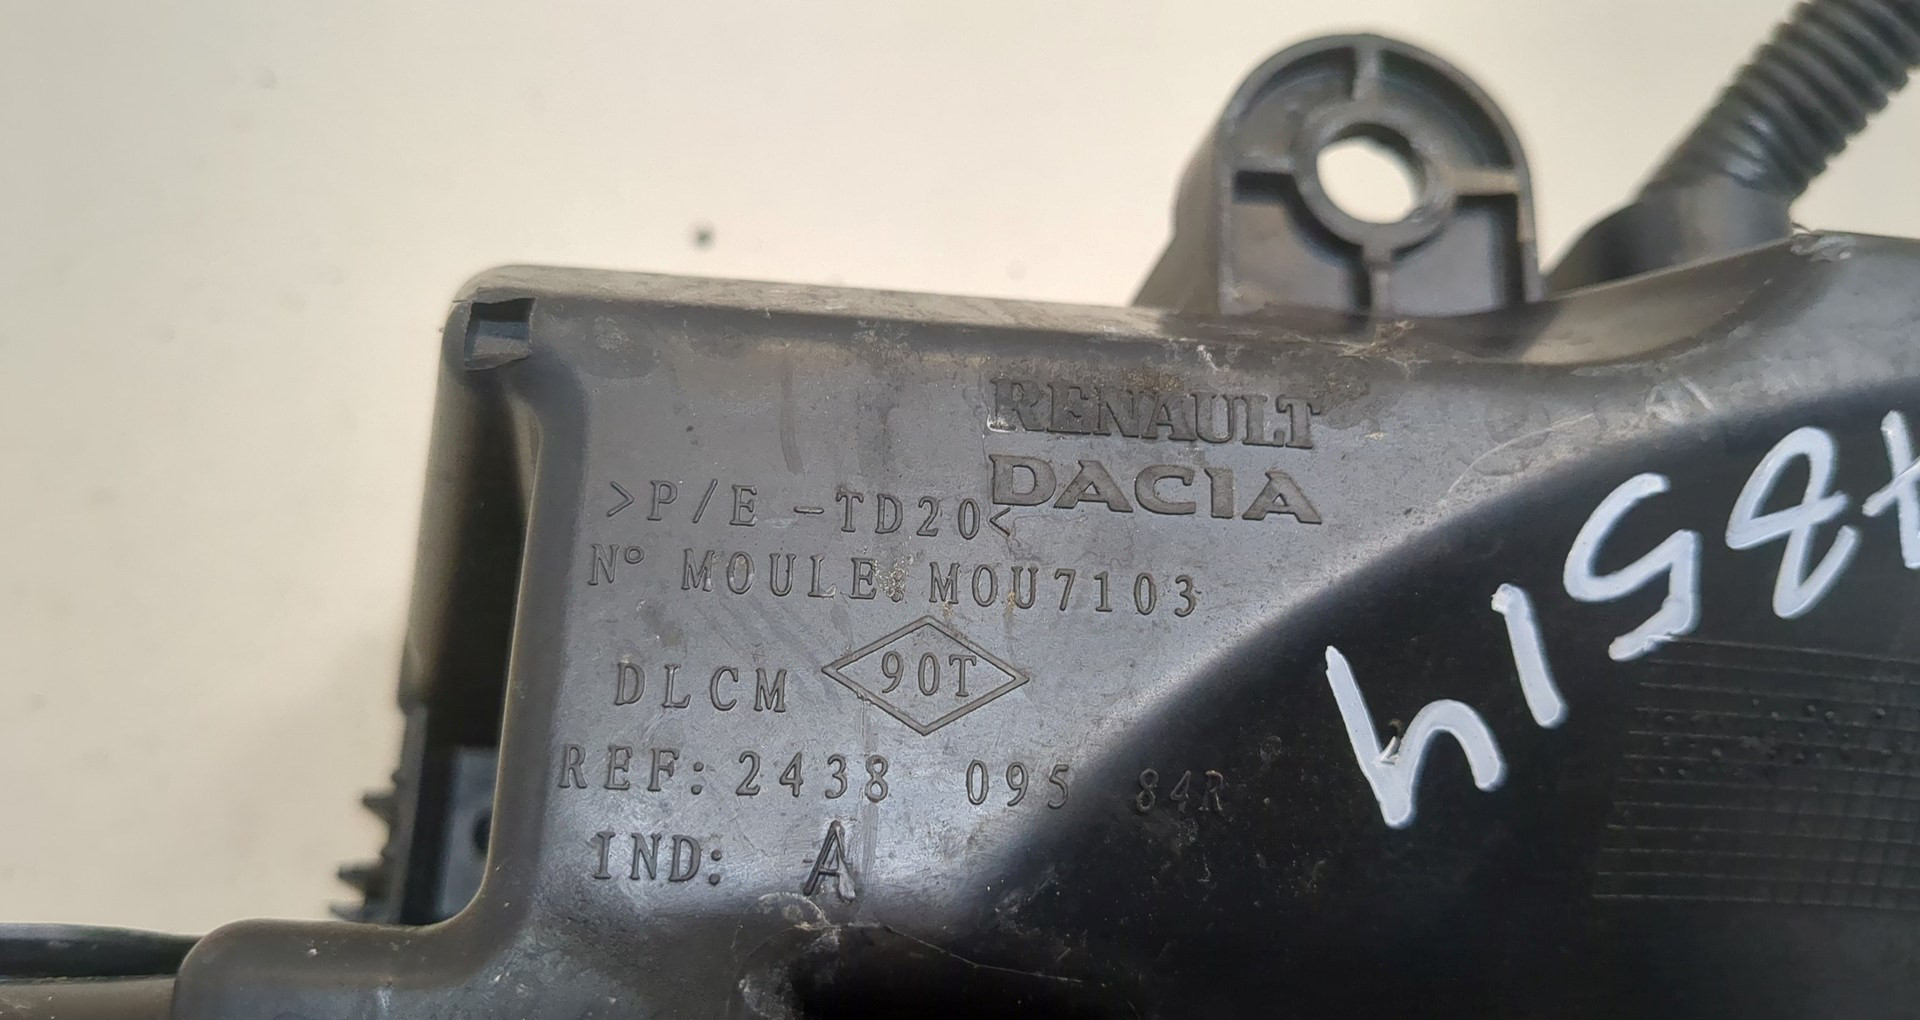 RENAULT
DACIA
>P/E -TD20<
N° MOULE: MOU7103
DLCM 90T
REF: 2438 095 84R
IND: A